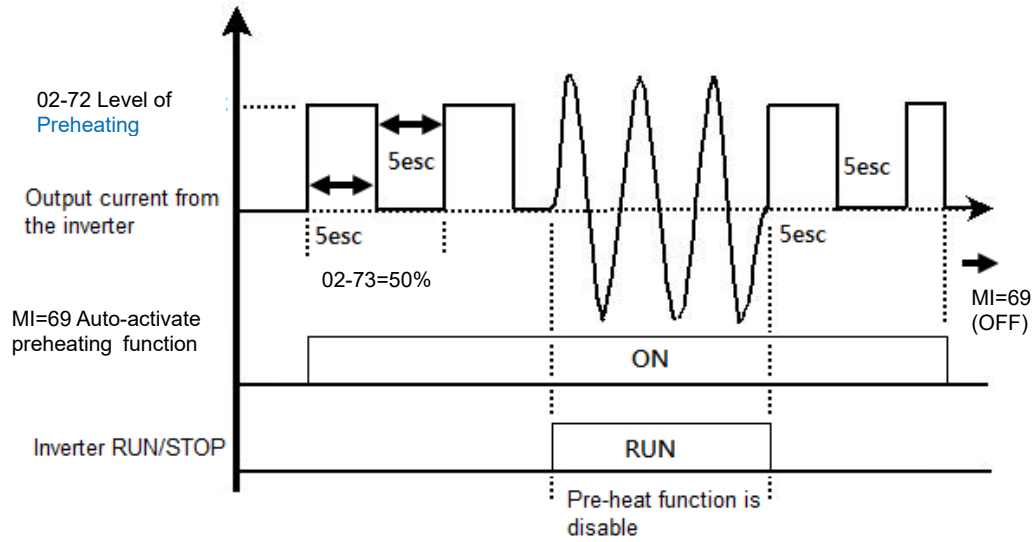 02-72 Level of
Preheating
5esc
5esc
Output current from
the inverter
5esc
5esc
02-73=50%
MI=69
(OFF)
MI=69 Auto-activate
preheating function
ON
Inverter RUN/STOP
RUN
Pre-heat function is
disable